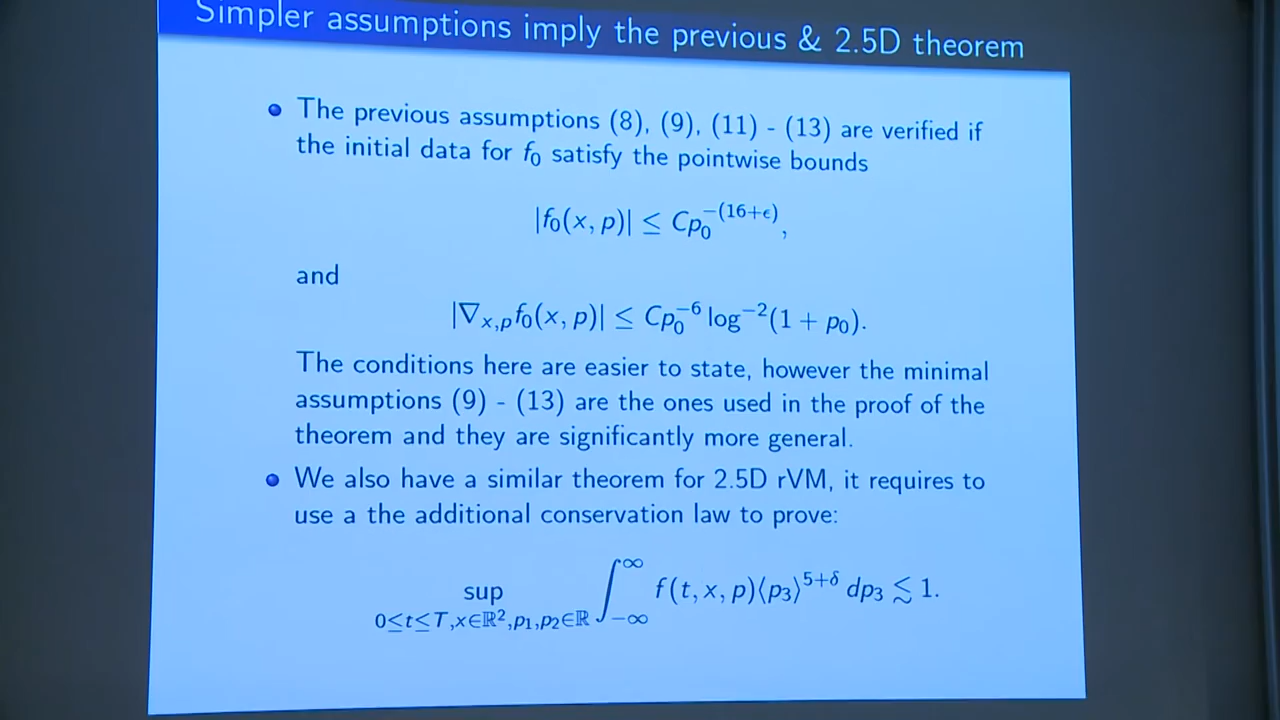 Simpler assumptions imply the previous & 2.5D theorem
• The previous assumptions (8), (9), (11) - (13) are verified if
the initial data for f₀ satisfy the pointwise bounds
|f₀(x, p)| ≤ Cp₀^{-(16+ϵ)},
and
|∇ₓ,ₚf₀(x, p)| ≤ Cp₀^{-6} log^{-2}(1 + p₀).
The conditions here are easier to state, however the minimal
assumptions (9) - (13) are the ones used in the proof of the
theorem and they are significantly more general.
• We also have a similar theorem for 2.5D rVM, it requires to
use a the additional conservation law to prove:
sup_{0≤t≤T,x∈ℝ²,p₁,p₂∈ℝ} ∫_{-∞}^{∞} f(t, x, p)⟨p₃⟩^{5+δ} dp₃ ≲ 1.